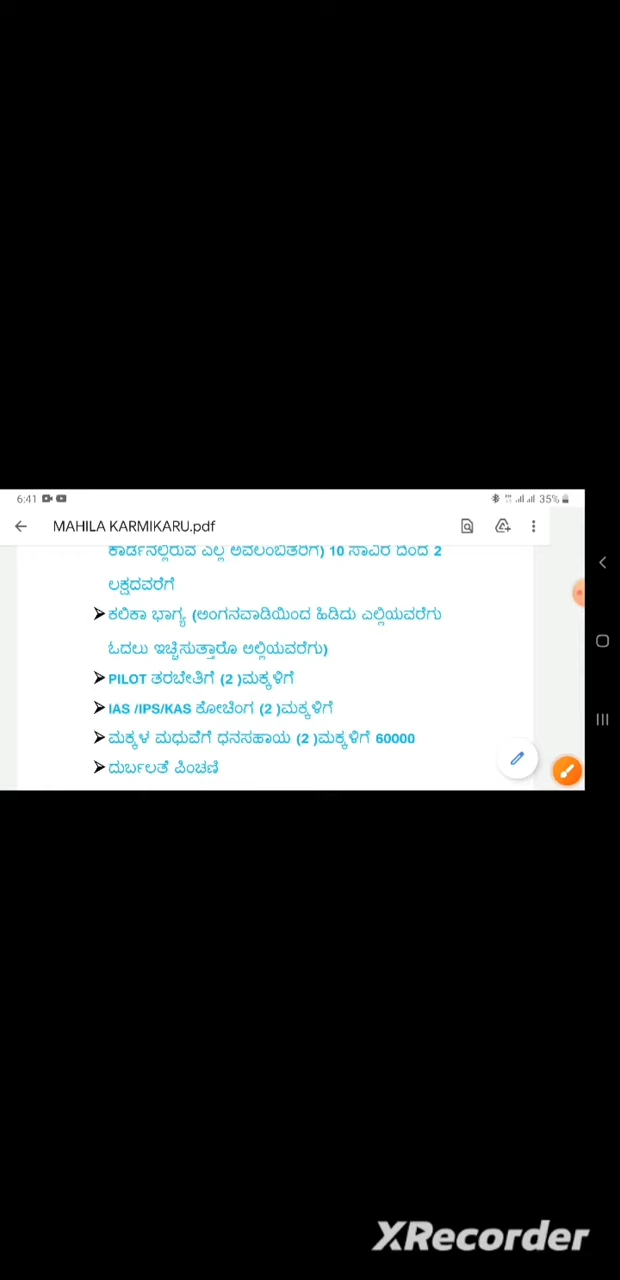 6:41 35%
MAHILA KARMIKARU.pdf
ಕಾರ್ಡನಲ್ಲಿರುವ ಎಲ್ಲ ಅವಲಂಬಿತರಿಗೆ) 10 ಸಾವಿರ ದಿಂದ 2
ಲಕ್ಷದವರೆಗೆ
➤ ಕಲಿಕಾ ಭಾಗ್ಯ (ಅಂಗನವಾಡಿಯಿಂದ ಹಿಡಿದು ಎಲ್ಲಿಯವರೆಗು
ಓದಲು ಇಚ್ಚಿಸುತ್ತಾರೊ ಅಲ್ಲಿಯವರೆಗು)
➤ PILOT ತರಬೇತಿಗೆ (2 )ಮಕ್ಕಳಿಗೆ
➤ IAS /IPS/KAS ಕೋಚಿಂಗ (2 )ಮಕ್ಕಳಿಗೆ
➤ ಮಕ್ಕಳ ಮಧುವೆಗೆ ಧನಸಹಾಯ (2 )ಮಕ್ಕಳಿಗೆ 60000
➤ ದುರ್ಬಲತೆ ಪಿಂಚಣಿ
XRecorder